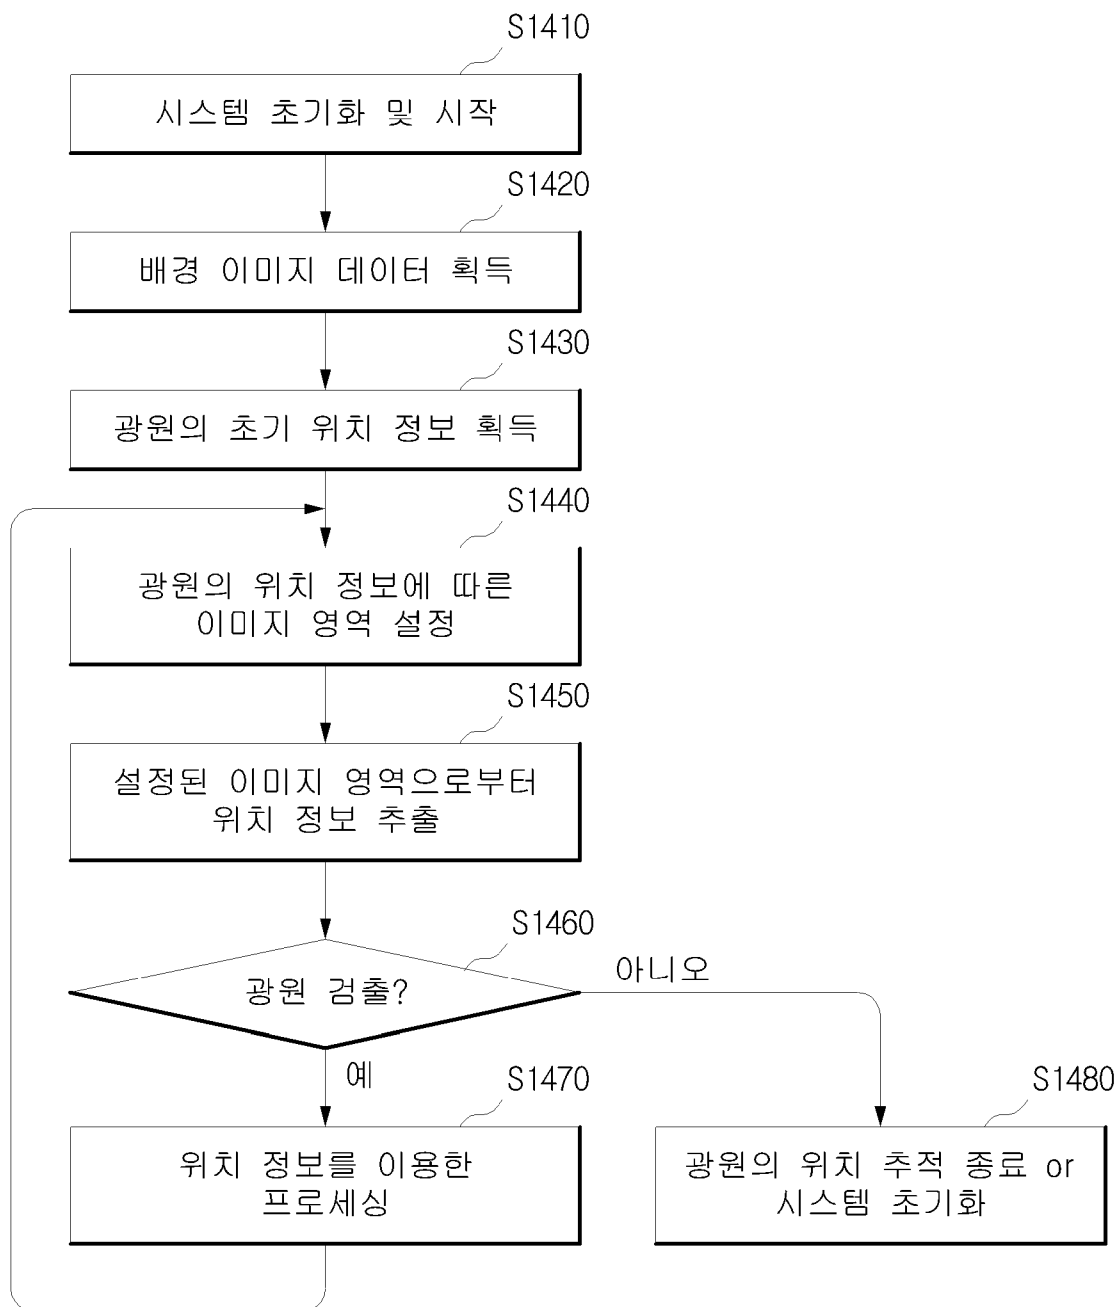 S1410
시스템 초기화 및 시작
S1420
배경 이미지 데이터 획득
S1430
광원의 초기 위치 정보 획득
S1440
광원의 위치 정보에 따른
이미지 영역 설정
S1450
설정된 이미지 영역으로부터
위치 정보 추출
S1460
광원 검출?
아니오
예
S1470
위치 정보를 이용한
프로세싱
S1480
광원의 위치 추적 종료 or
시스템 초기화